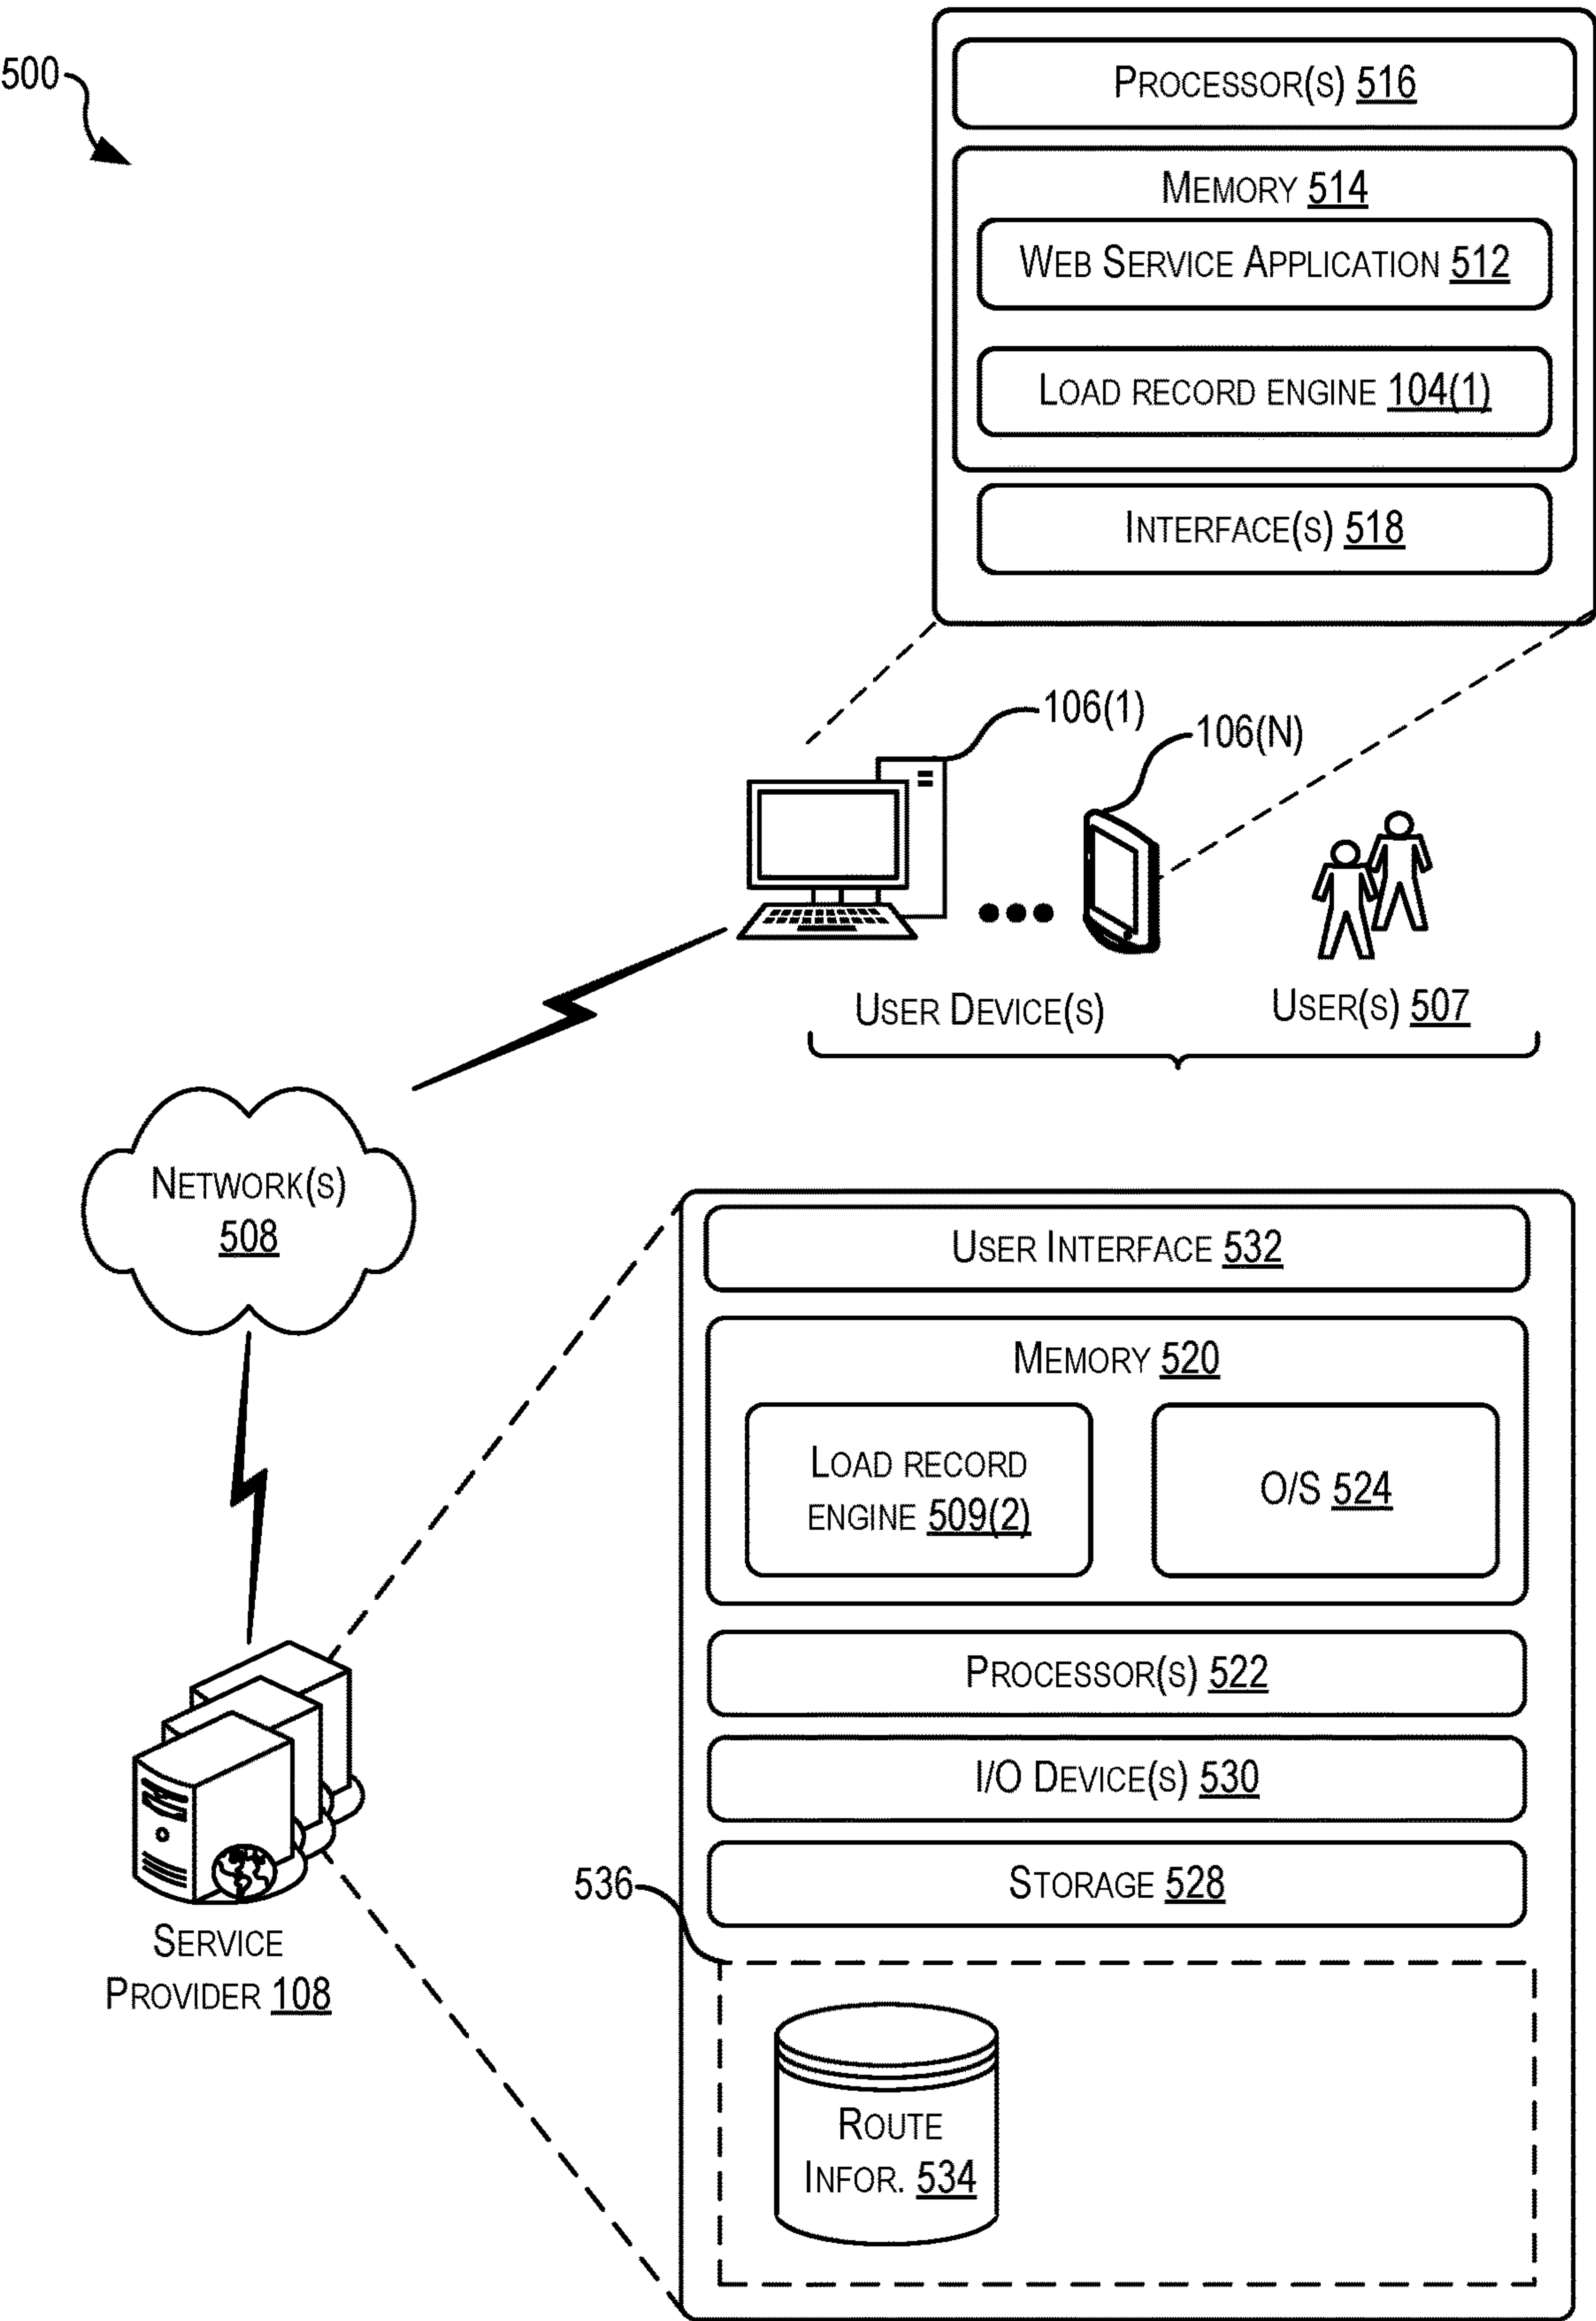 500
PROCESSOR(S) 516
MEMORY 514
WEB SERVICE APPLICATION 512
LOAD RECORD ENGINE 104(1)
INTERFACE(S) 518
106(1)
106(N)
USER DEVICE(S)
USER(S) 507
NETWORK(S)
508
USER INTERFACE 532
MEMORY 520
LOAD RECORD
ENGINE 509(2)
O/S 524
PROCESSOR(S) 522
I/O DEVICE(S) 530
STORAGE 528
536
SERVICE
PROVIDER 108
ROUTE
INFOR. 534